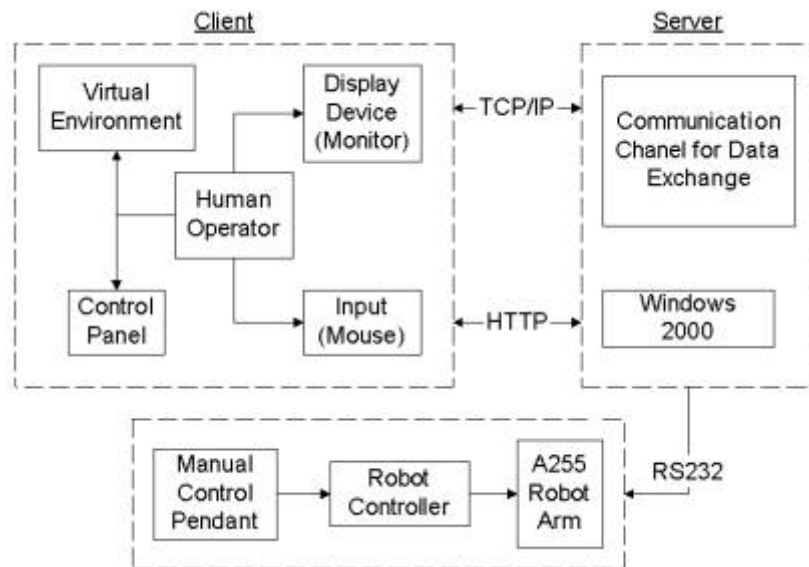 Client
Server
Virtual
Environment
Display
Device
(Monitor)
TCP/IP
Communication
Chanel for Data
Exchange
Human
Operator
Control
Panel
Input
(Mouse)
HTTP
Windows
2000
Manual
Control
Pendant
Robot
Controller
A255
Robot
Arm
RS232